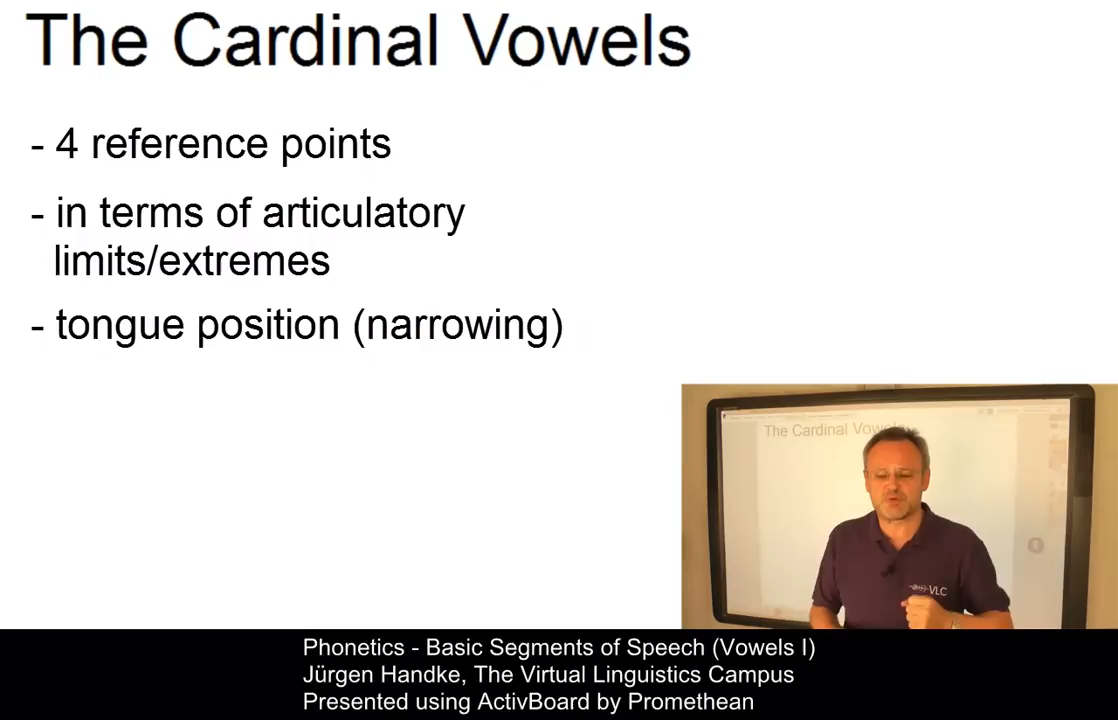 The Cardinal Vowels
- 4 reference points
- in terms of articulatory
limits/extremes
- tongue position (narrowing)
The Cardinal Vowels
VLC
Phonetics - Basic Segments of Speech (Vowels I)
Jürgen Handke, The Virtual Linguistics Campus
Presented using ActivBoard by Promethean